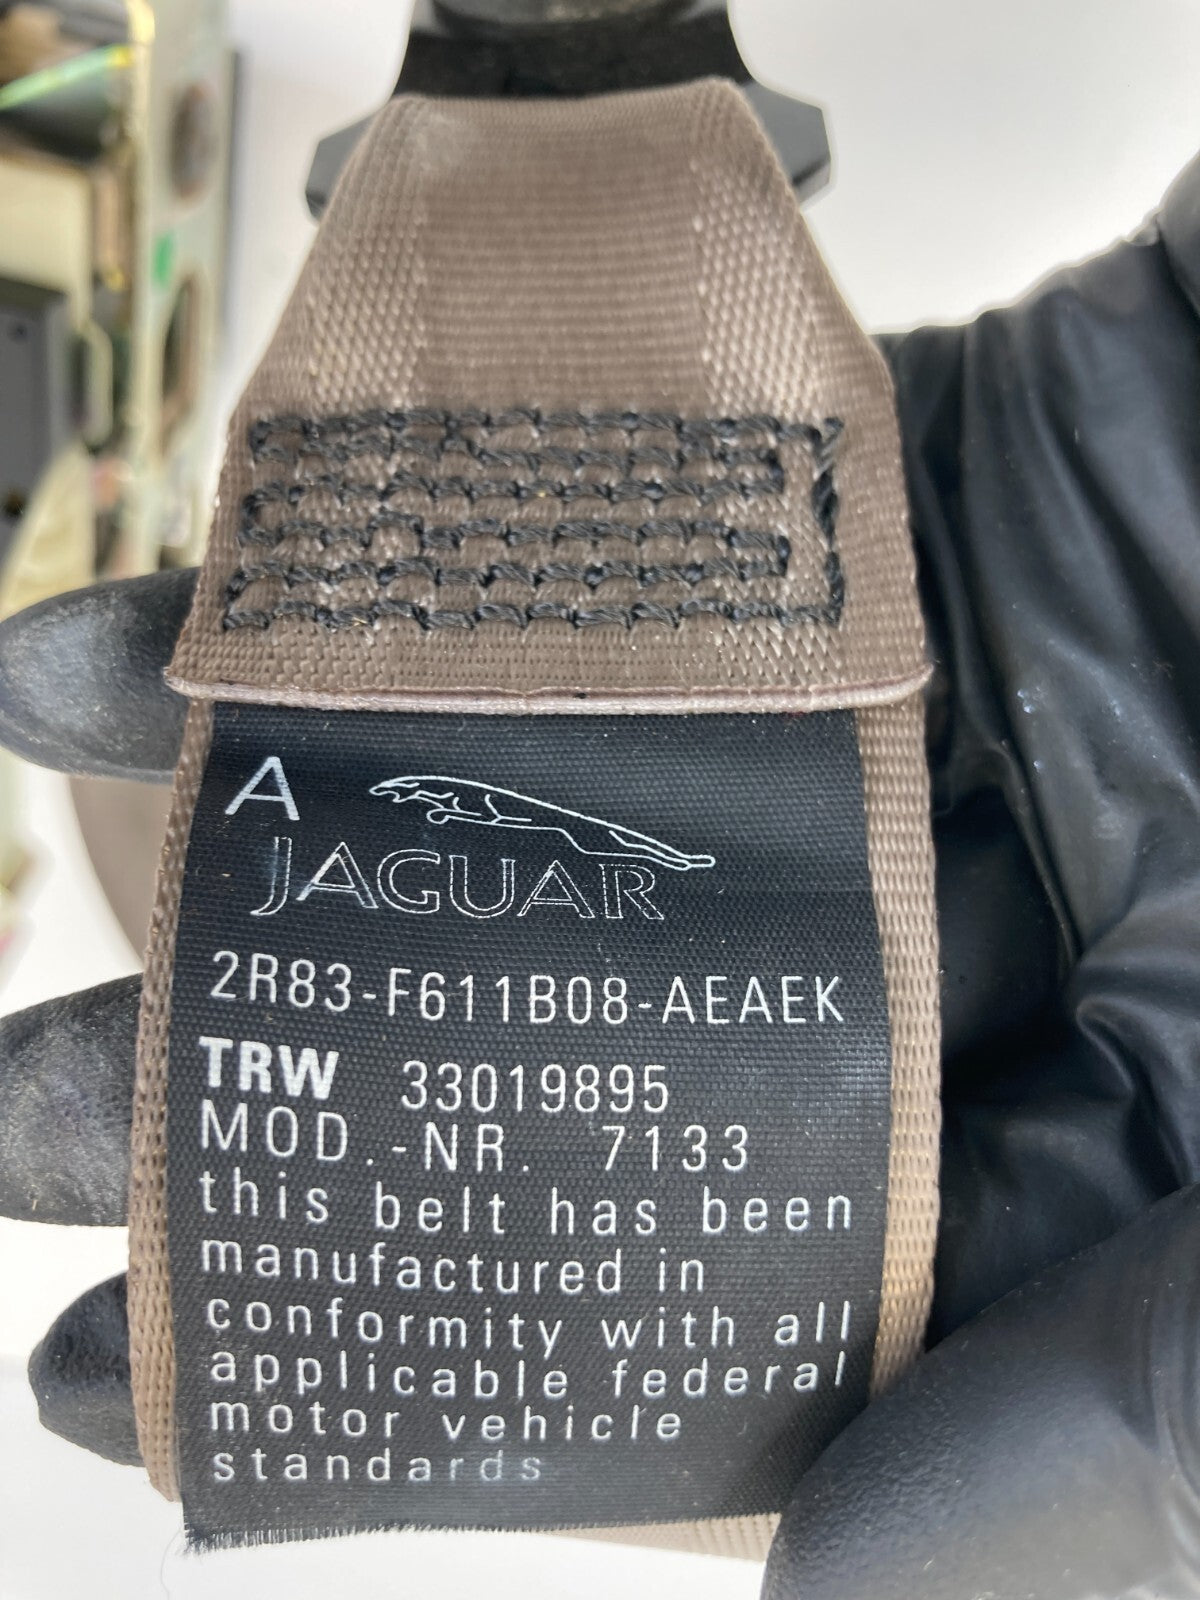 A
JAGUAR
2R83-F611B08-AEAEK
TRW 33019895
MOD.-NR. 7133
this belt has been
manufactured in
conformity with all
applicable federal
motor vehicle
standards